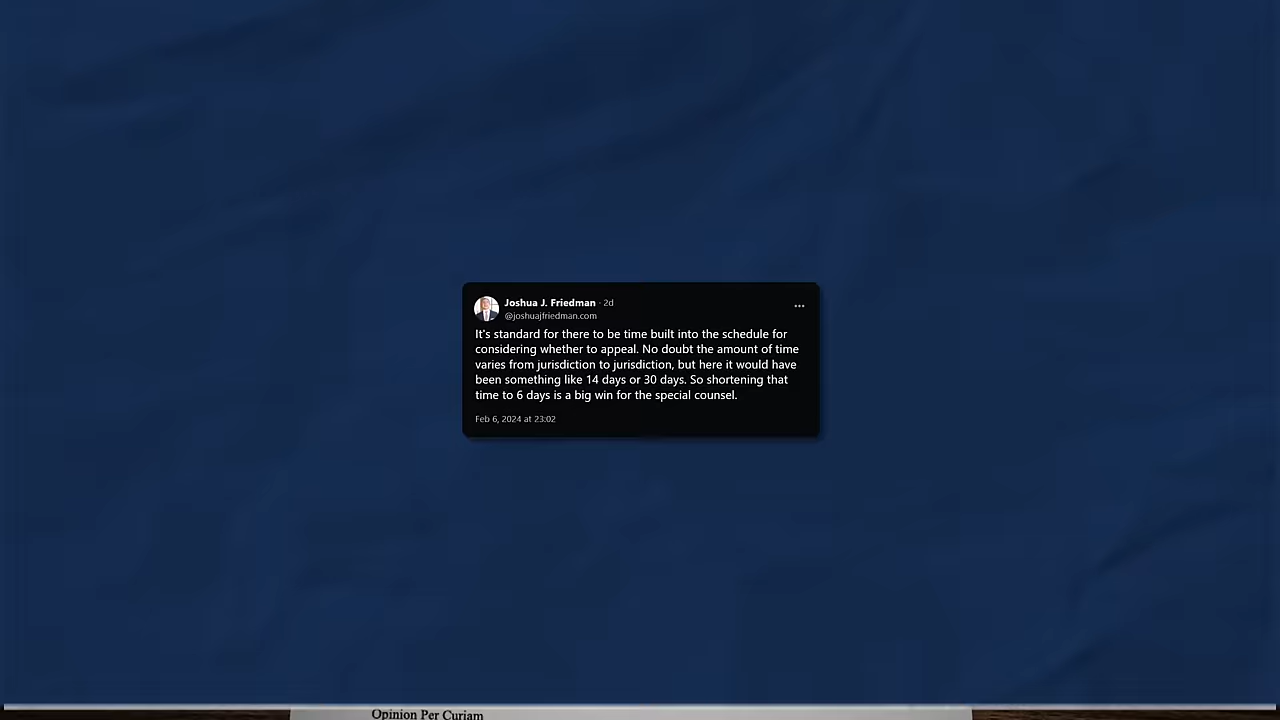 Joshua J. Friedman · 2d
@joshuajfriedman.com
It's standard for there to be time built into the schedule for
considering whether to appeal. No doubt the amount of time
varies from jurisdiction to jurisdiction, but here it would have
been something like 14 days or 30 days. So shortening that
time to 6 days is a big win for the special counsel.
Feb 6, 2024 at 23:02
Opinion Per Curiam